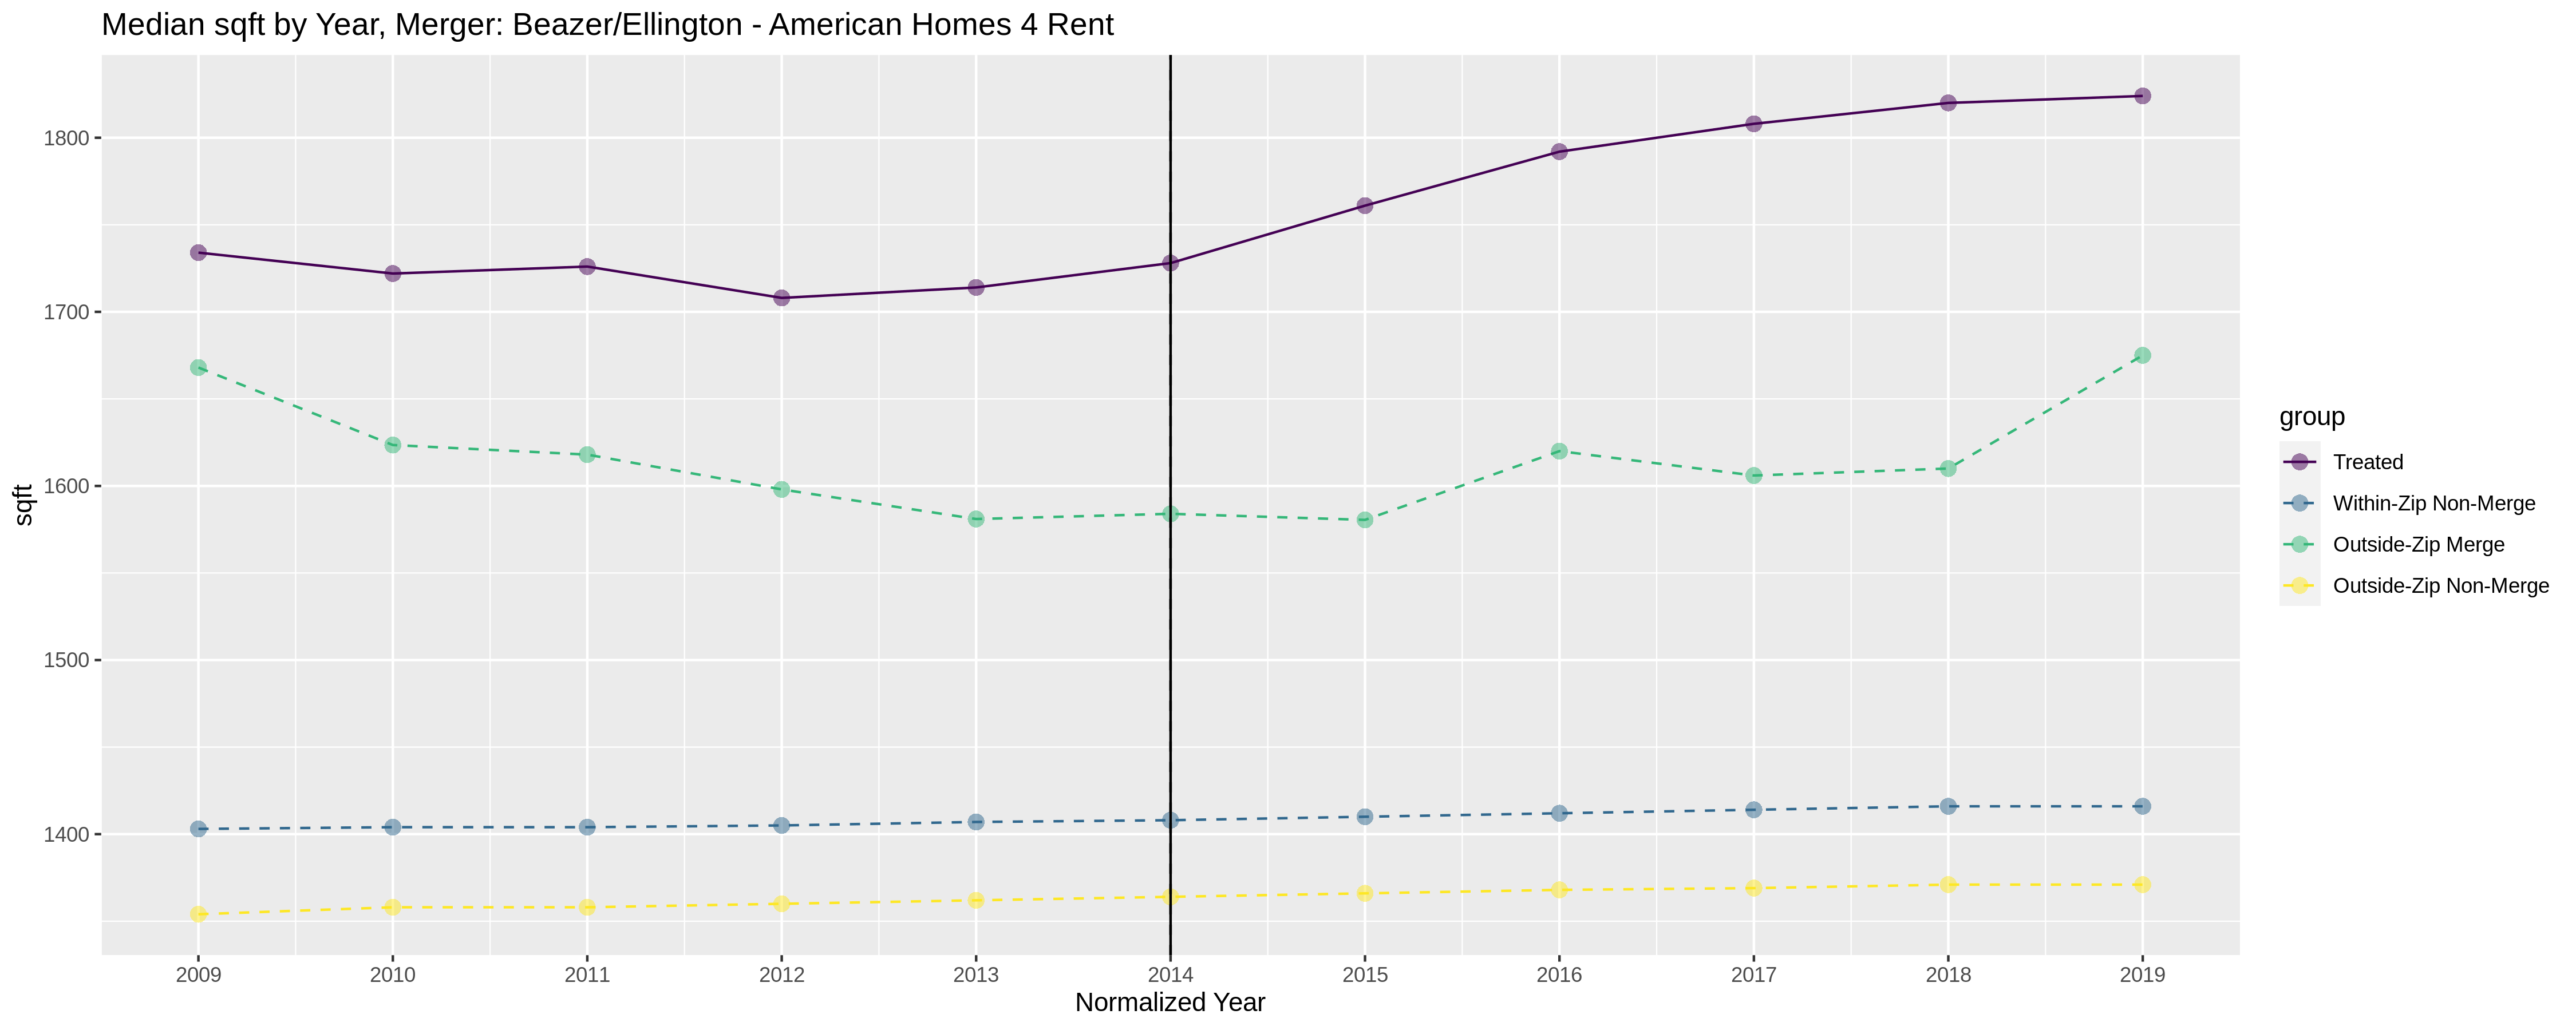 Median sqft by Year, Merger: Beazer/Ellington - American Homes 4 Rent
1800
1700
1600
1500
1400
sqft
2009 2010 2011 2012 2013 2014 2015 2016 2017 2018 2019
Normalized Year
group
Treated
Within-Zip Non-Merge
Outside-Zip Merge
Outside-Zip Non-Merge